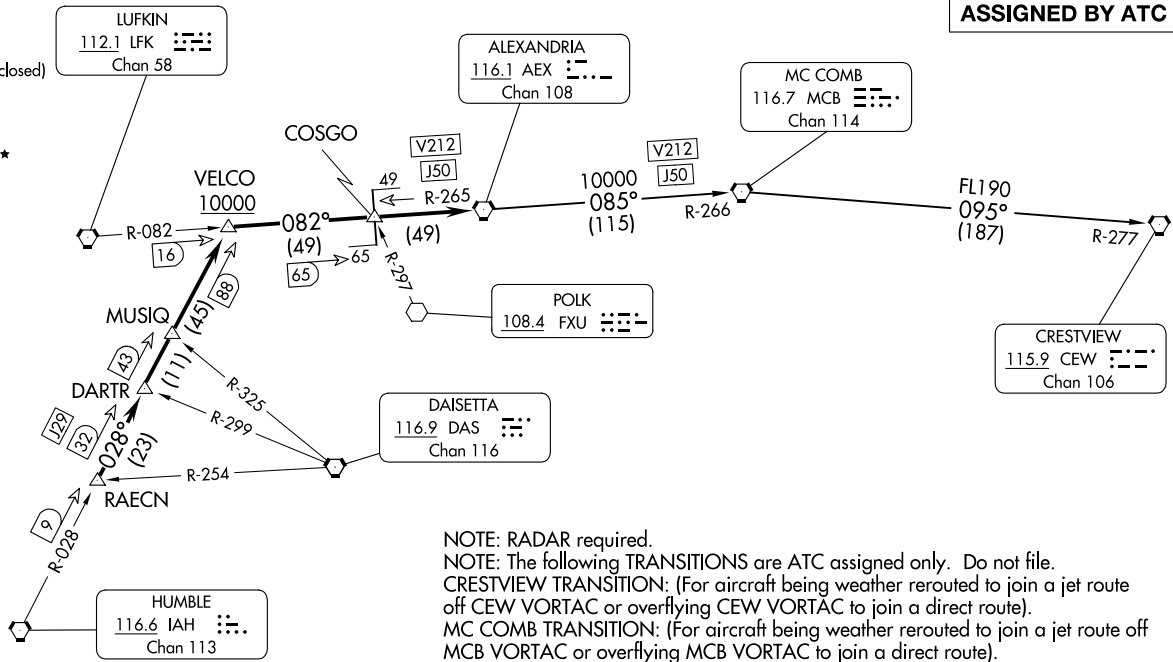 ASSIGNED BY ATC
LUFKIN
112.1 LFK
Chan 58
closed)
ALEXANDRIA
116.1 AEX
Chan 108
MC COMB
116.7 MCB
Chan 114
COSGO
V212
J50
V212
J50
VELCO
10000
49
R-265
10000
085°
(115)
R-266
FL190
095°
(187)
R-277
R-082
16
082°
(49)
(49)
65
65
R-297
88
MUSIQ
(45)
POLK
108.4 FXU
CRESTVIEW
115.9 CEW
Chan 106
43
(11)
DARTR
R-325
R-299
J29
32
028°
(23)
DAISETTA
116.9 DAS
Chan 116
R-254
RAECN
9
R-028
HUMBLE
116.6 IAH
Chan 113
NOTE: RADAR required.
NOTE: The following TRANSITIONS are ATC assigned only. Do not file.
CRESTVIEW TRANSITION: (For aircraft being weather rerouted to join a jet route
off CEW VORTAC or overflying CEW VORTAC to join a direct route).
MC COMB TRANSITION: (For aircraft being weather rerouted to join a jet route off
MCB VORTAC or overflying MCB VORTAC to join a direct route).